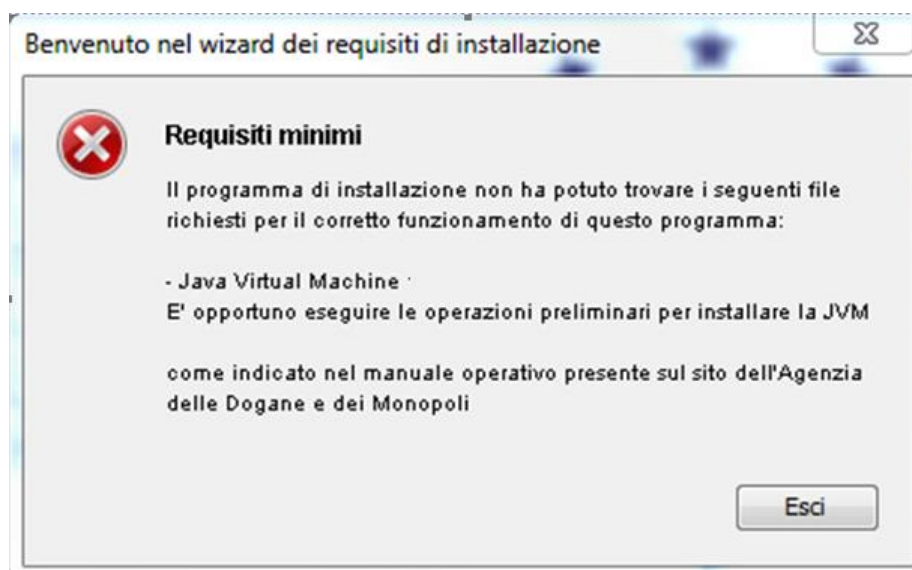 Benvenuto nel wizard dei requisiti di installazione
Requisiti minimi
Il programma di installazione non ha potuto trovare i seguenti file
richiesti per il corretto funzionamento di questo programma:
- Java Virtual Machine
E' opportuno eseguire le operazioni preliminari per installare la JVM
come indicato nel manuale operativo presente sul sito dell'Agenzia
delle Dogane e dei Monopoli
Esci